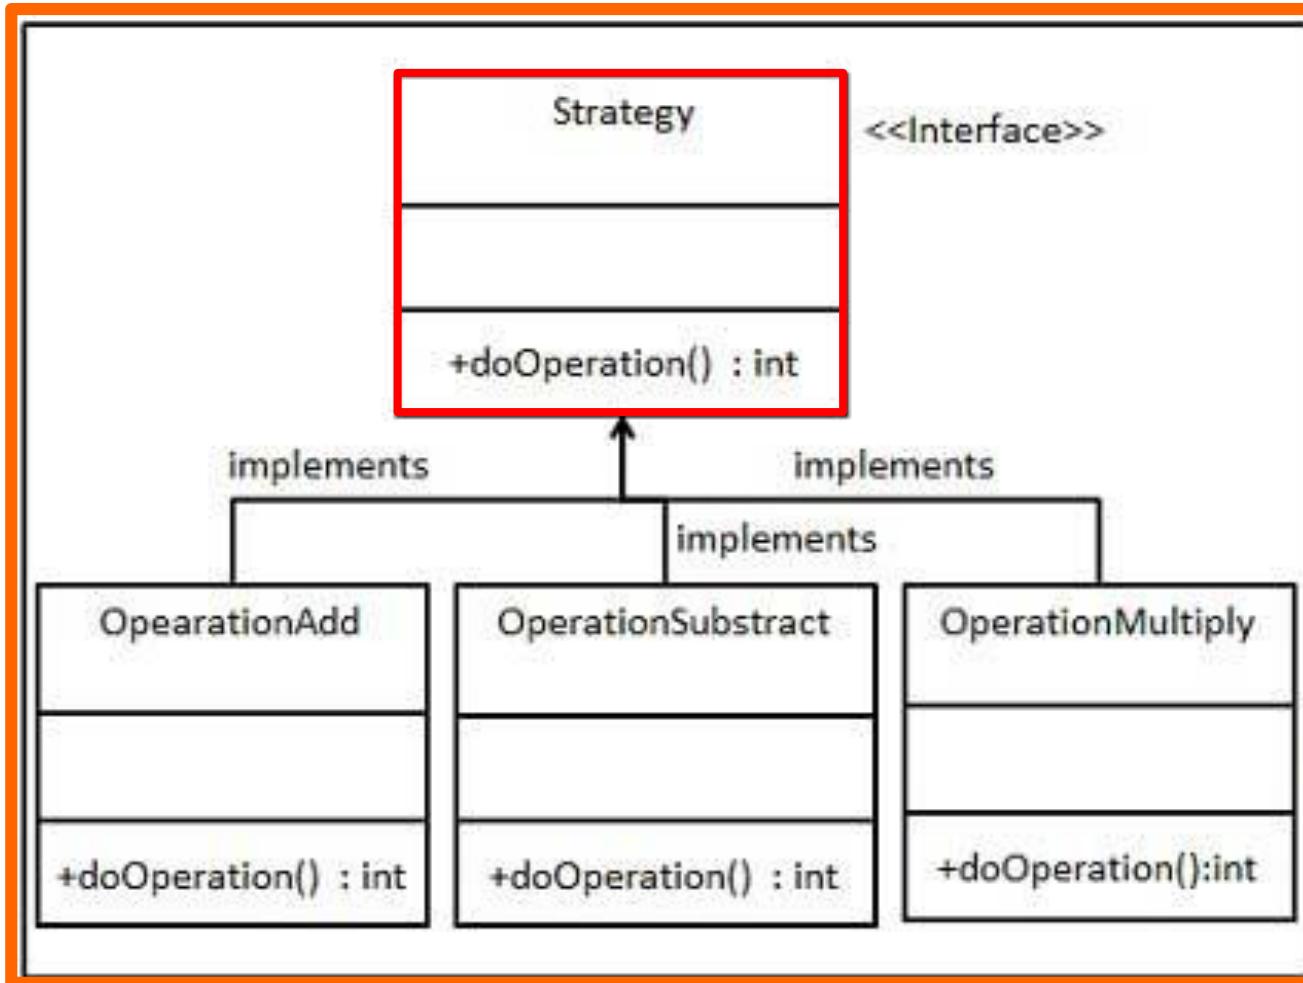 Strategy
<<Interface>>
+doOperation() : int
implements
implements
implements
OpearationAdd
OperationSubstract
OperationMultiply
+doOperation() : int
+doOperation() : int
+doOperation():int